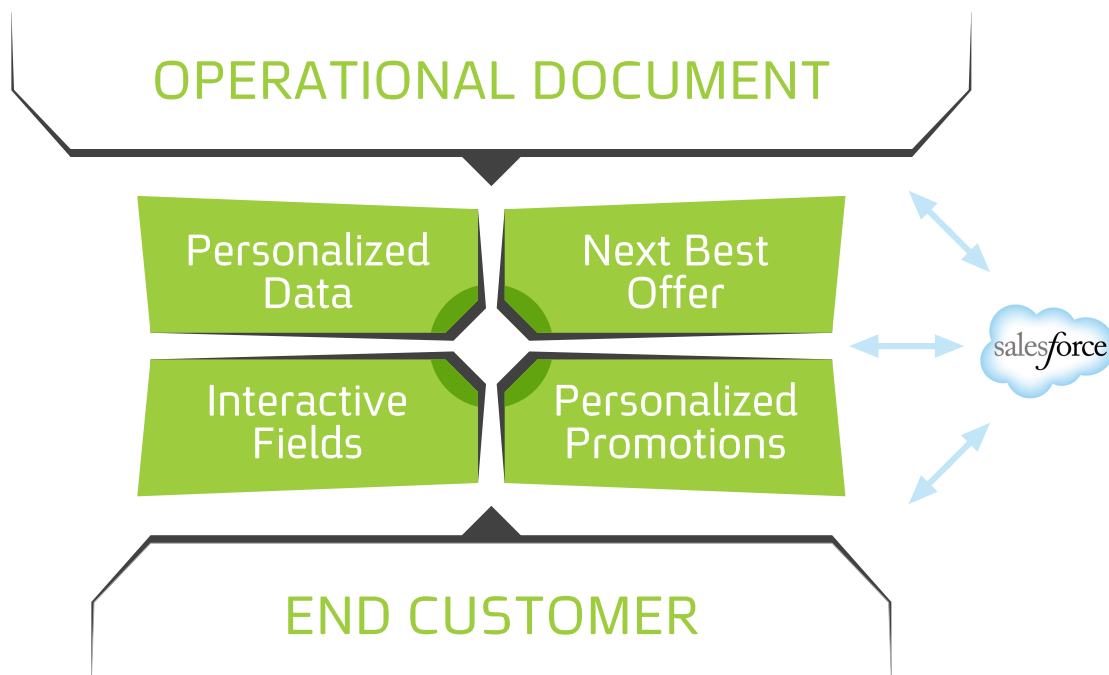 OPERATIONAL DOCUMENT
Personalized
Data
Next Best
Offer
salesforce
Interactive
Fields
Personalized
Promotions
END CUSTOMER